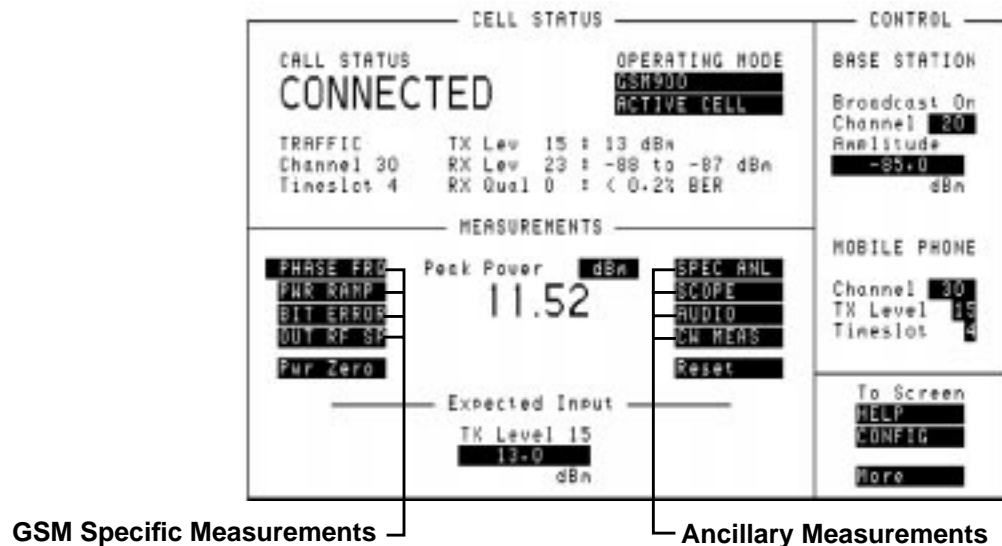 CELL STATUS
CALL STATUS
CONNECTED
OPERATING MODE
GSM900
ACTIVE CELL
TRAFFIC
Channel 30
Timeslot 4
TX Lev 15 : 13 dBm
RX Lev 23 : -88 to -87 dBm
RX Qual 0 : < 0.2% BER
CONTROL
BASE STATION
Broadcast On
Channel 20
Amplitude
-85.0
dBm
MOBILE PHONE
Channel 30
TX Level 15
Timeslot 4
MEASUREMENTS
PHASE FRQ
PWR RAMP
BIT ERROR
OUT RF SP
Pwr Zero
Peak Power dBm
11.52
SPEC ANL
SCOPE
AUDIO
CW MEAS
Reset
Expected Input
TX Level 15
13.0
dBm
To Screen
HELP
CONFIG
More
GSM Specific Measurements
Ancillary Measurements